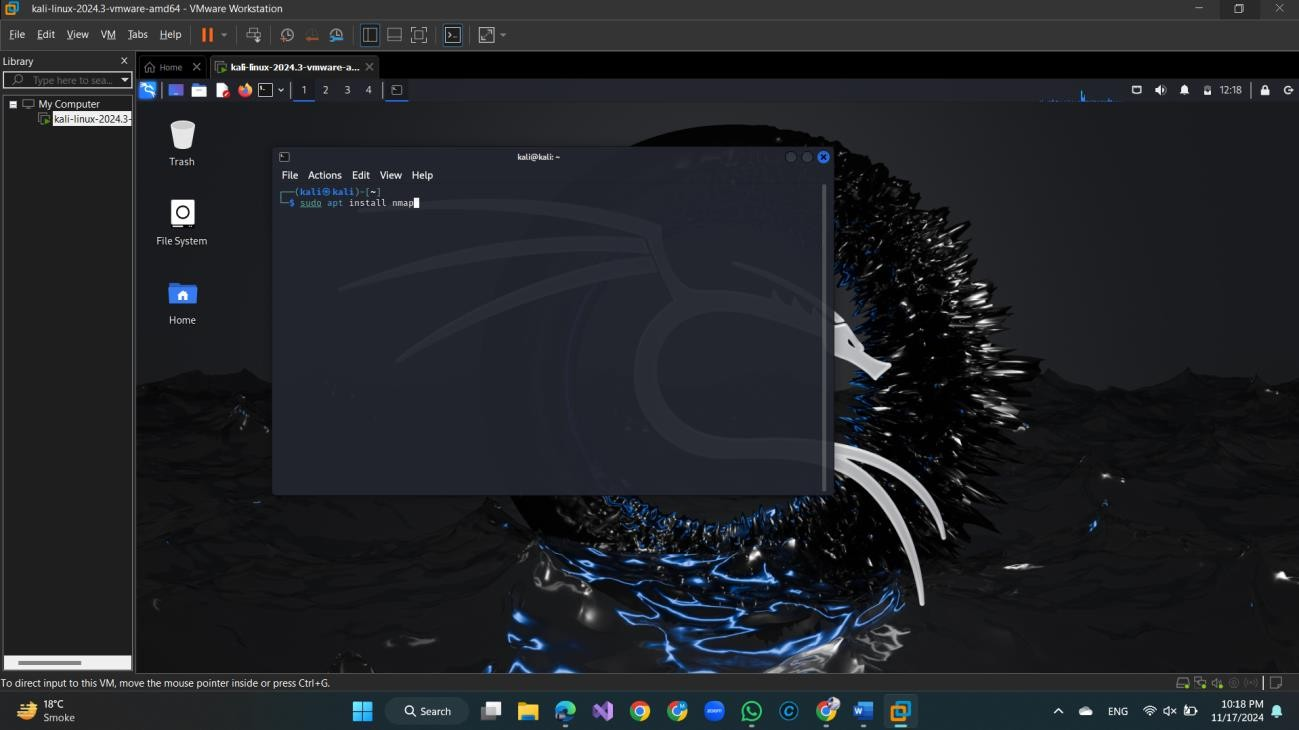 kali-linux-2024.3-vmware-amd64 - VMware Workstation
File Edit View VM Tabs Help
Library
Type here to sea...
My Computer
kali-linux-2024.3-
Home
kali-linux-2024.3-vmware-a...
1 2 3 4
12:18
Trash
File System
Home
kali@kali: ~
File Actions Edit View Help
┌──(kali㉿kali)-[~]
└─$ sudo apt install nmap
To direct input to this VM, move the mouse pointer inside or press Ctrl+G.
18°C
Smoke
Search
zoom
ENG
10:18 PM
11/17/2024